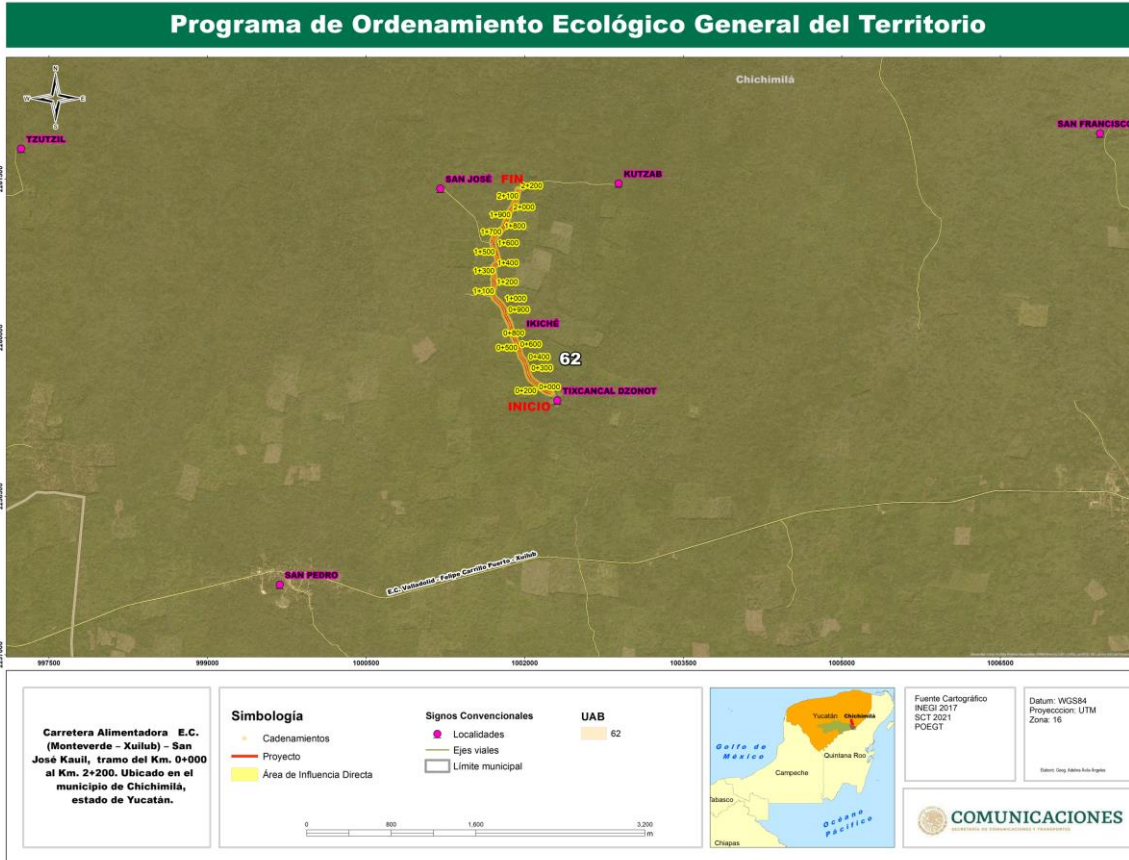 Programa de Ordenamiento Ecológico General del Territorio
Chichimilá
N
W
E
S
TZUTZIL
SAN FRANCISCO
SAN JOSÉ
FIN
KUTZAB
2+200
2+100
2+000
1+900
1+800
1+700
1+600
1+500
1+400
1+300
1+200
1+100
1+000
0+900
IKICHÉ
0+800
0+600
0+500
0+400
62
0+300
0+000
0+200
TIXCANCAL DZONOT
INICIO
E.C. Valladolid - Felipe Carrillo Puerto - Xuilub
SAN PEDRO
997500
999000
1000500
1002000
1003500
1005000
1006500
Carretera Alimentadora E.C.
(Monteverde – Xuilub) – San
José Kauil, tramo del Km. 0+000
al Km. 2+200. Ubicado en el
municipio de Chichimilá,
estado de Yucatán.
Simbología
Cadenamientos
Proyecto
Área de Influencia Directa
Signos Convencionales
Localidades
Ejes viales
Límite municipal
UAB
62
0
800
1,600
3,200
m
Golfo de
México
Yucatán
Chichimilá
Quintana Roo
Campeche
Tabasco
Chiapas
Océano
Pacífico
Fuente Cartográfico
INEGI 2017
SCT 2021
POEGT
Datum: WGS84
Proyecccion: UTM
Zona: 16
COMUNICACIONES
SECRETARÍA DE COMUNICACIONES Y TRANSPORTES